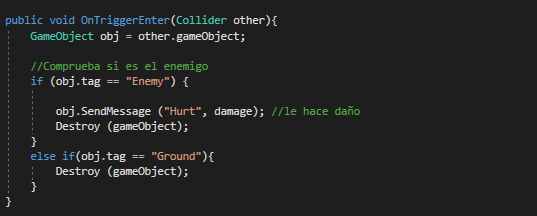 public void OnTriggerEnter(Collider other){
GameObject obj = other.gameObject;
//Comprueba si es el enemigo
if (obj.tag == "Enemy") {
obj.SendMessage ("Hurt", damage); //le hace daño
Destroy (gameObject);
}
else if(obj.tag == "Ground"){
Destroy (gameObject);
}
}